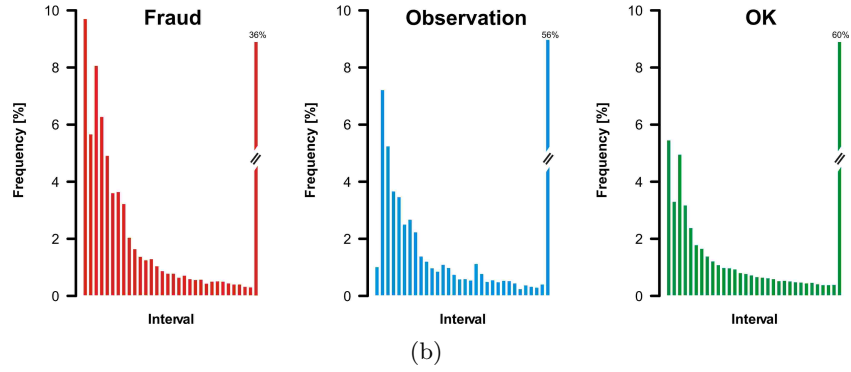 Fraud
Frequency [%]
10
8
6
4
2
0
36%
Interval
Observation
Frequency [%]
10
8
6
4
2
0
56%
Interval
OK
Frequency [%]
10
8
6
4
2
0
60%
Interval
(b)